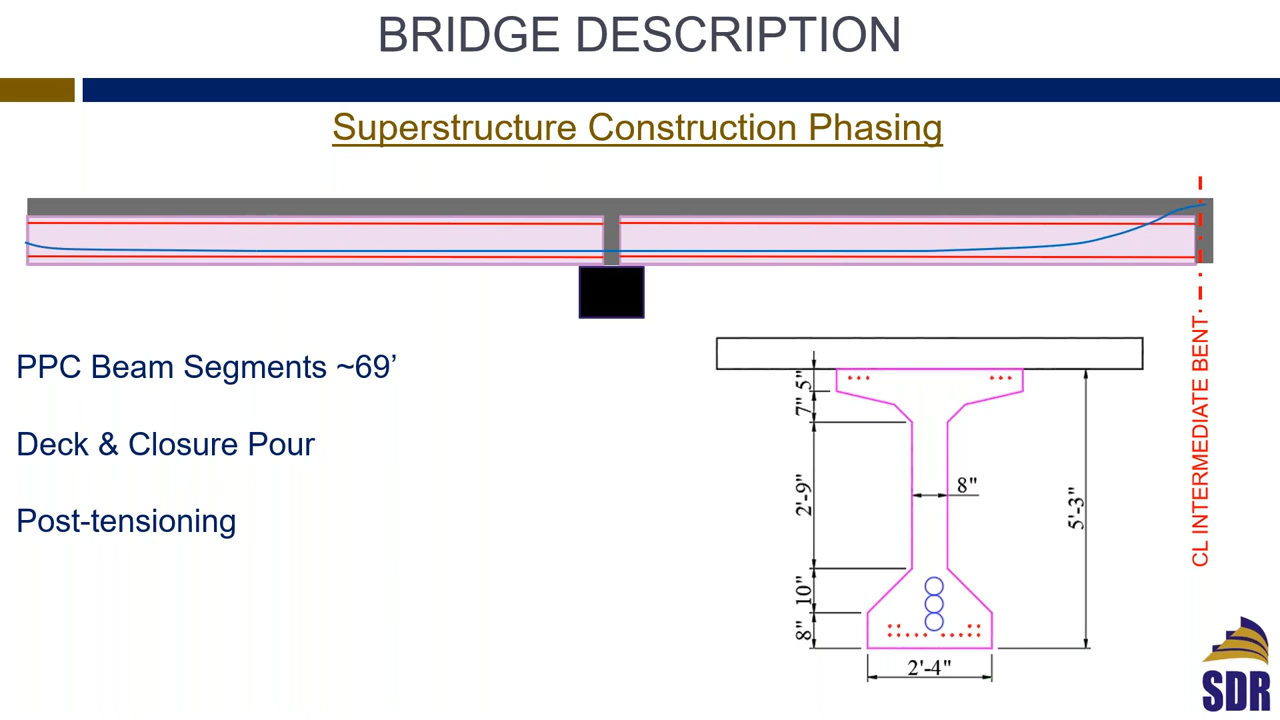 BRIDGE DESCRIPTION
Superstructure Construction Phasing
CL INTERMEDIATE BENT
PPC Beam Segments ~69’
Deck & Closure Pour
Post-tensioning
5"
7"
2'-9"
8"
5'-3"
10"
8"
2'-4"
SDR